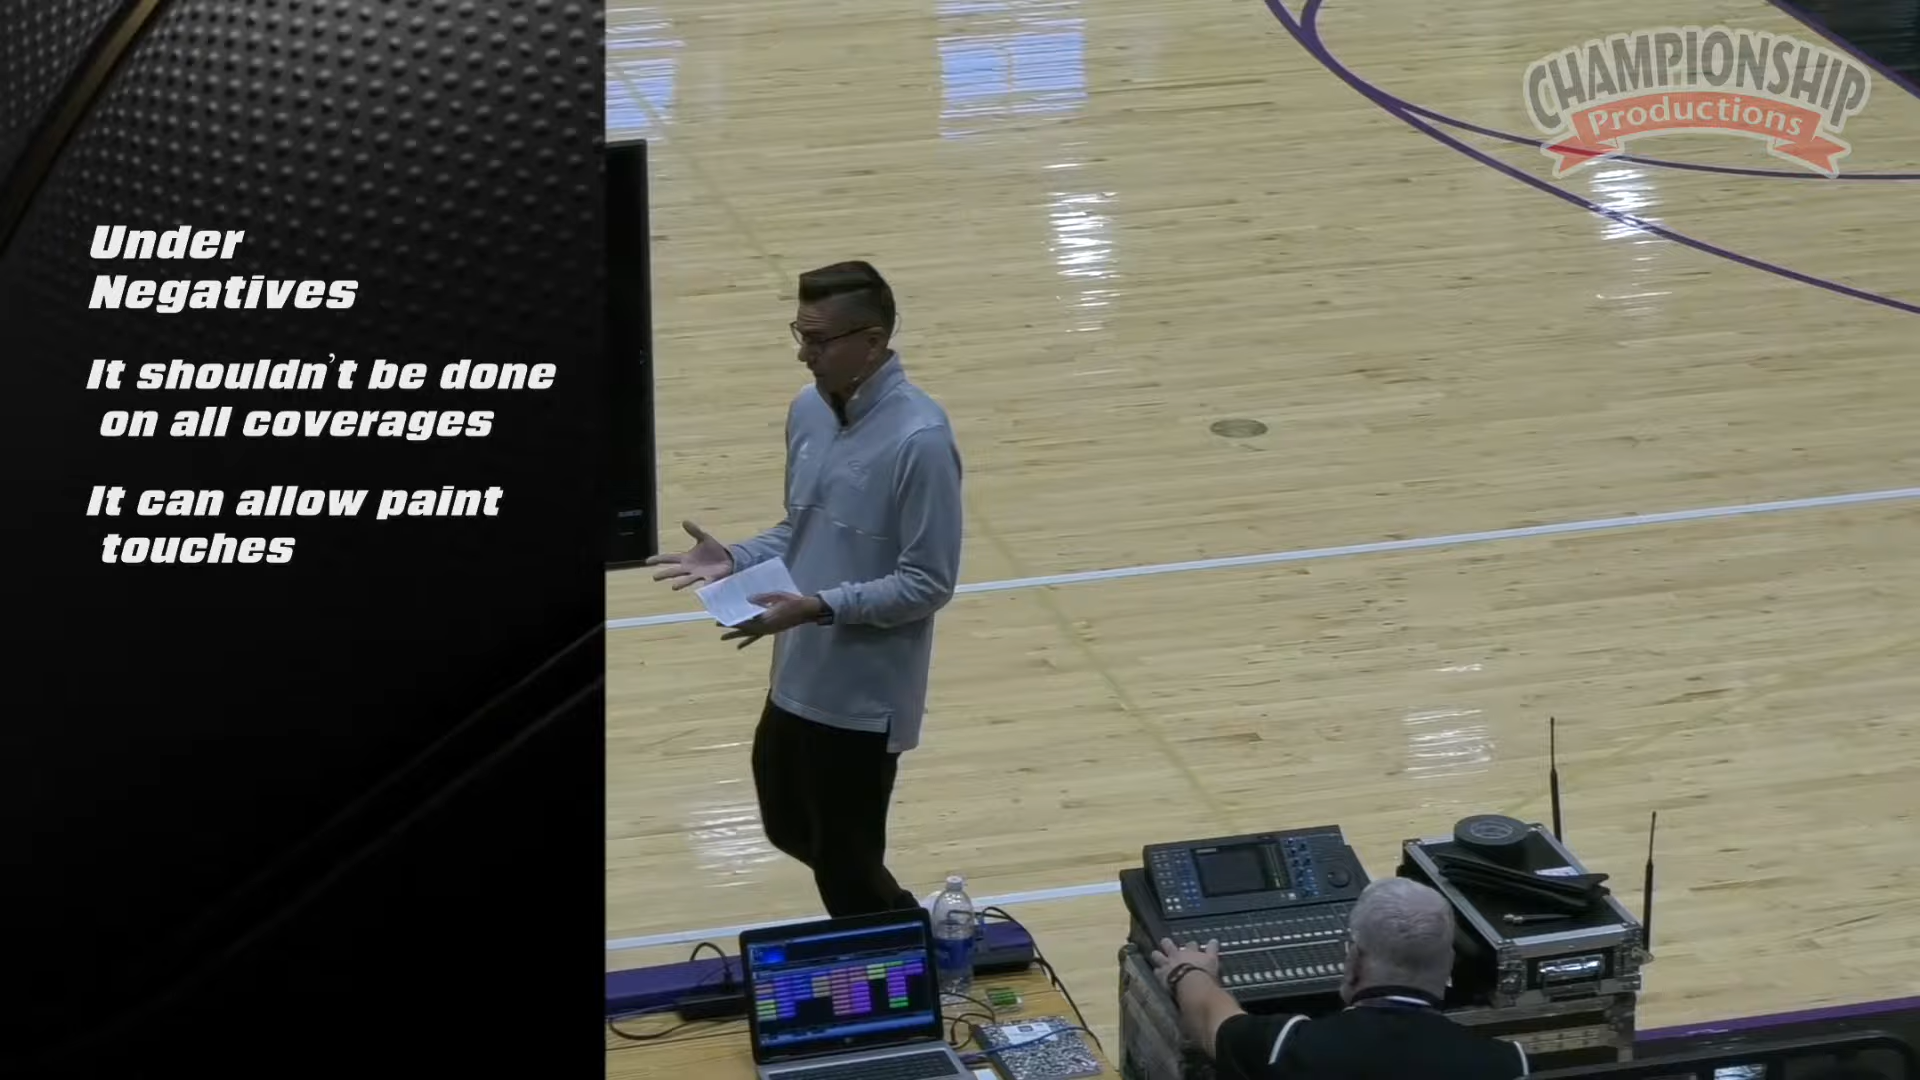 Under
Negatives
It shouldn't be done
on all coverages
It can allow paint
touches
CHAMPIONSHIP
Productions